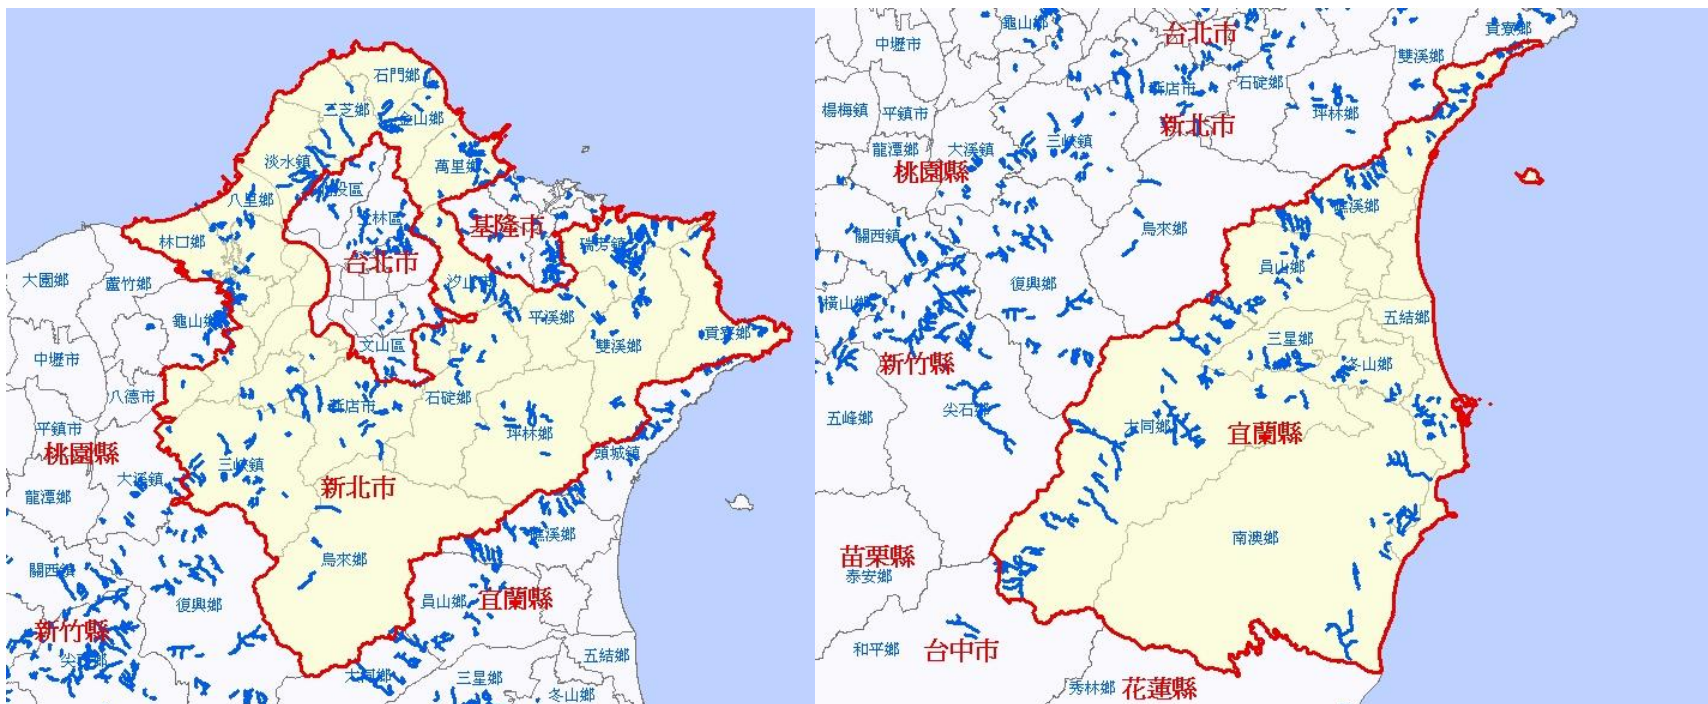 石門鄉
三芝鄉
金山鄉
淡水鎮
萬里鄉
北投區
八里鄉
士林區
基隆市
林口鄉
瑞芳鎮
台北市
大園鄉
蘆竹鄉
汐止市
龜山鄉
平溪鄉
貢寮鄉
雙溪鄉
文山區
中壢市
八德市
新店市
石碇鄉
平鎮市
坪林鄉
桃園縣
頭城鎮
三峽鎮
大溪鎮
新北市
龍潭鄉
礁溪鄉
烏來鄉
關西鎮
復興鄉
員山鄉
宜蘭縣
新竹縣
尖石鄉
五結鄉
大同鄉
三星鄉
冬山鄉
龜山鄉
貢寮鄉
台北市
中壢市
雙溪鄉
新店市
石碇鄉
楊梅鎮
平鎮市
坪林鄉
新北市
龍潭鄉
大溪鎮
三峽鎮
桃園縣
礁溪鄉
烏來鄉
關西鎮
員山鄉
復興鄉
橫山鄉
五結鄉
三星鄉
新竹縣
冬山鄉
尖石鄉
五峰鄉
大同鄉
宜蘭縣
南澳鄉
苗栗縣
泰安鄉
和平鄉
台中市
秀林鄉
花蓮縣